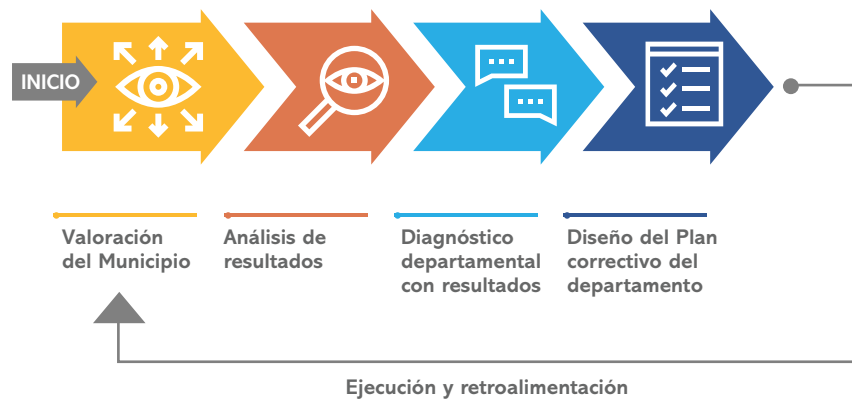 INICIO
Valoración
del Municipio
Análisis de
resultados
Diagnóstico
departamental
con resultados
Diseño del Plan
correctivo del
departamento
Ejecución y retroalimentación